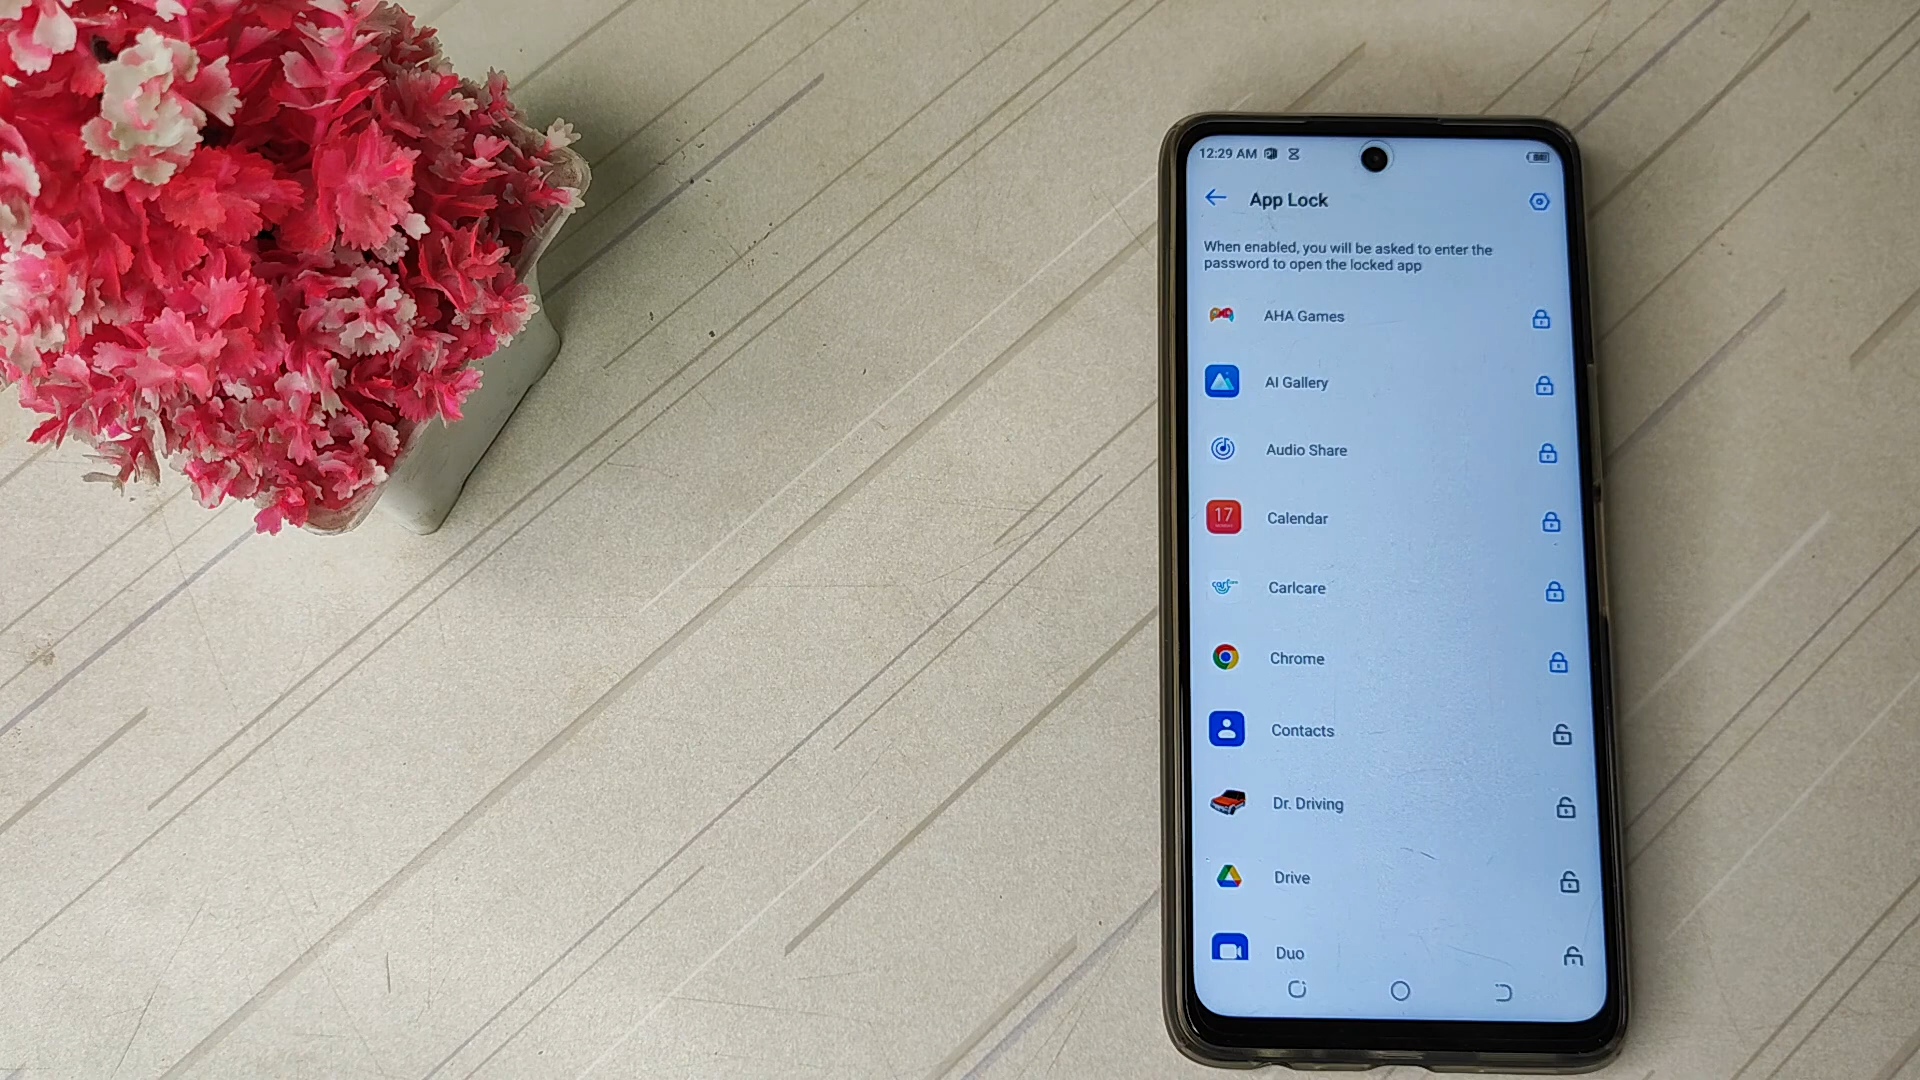 12:29 AM
App Lock
When enabled, you will be asked to enter the
password to open the locked app
AHA Games
AI Gallery
Audio Share
17
Calendar
Carlcare
Chrome
Contacts
Dr. Driving
Drive
Duo